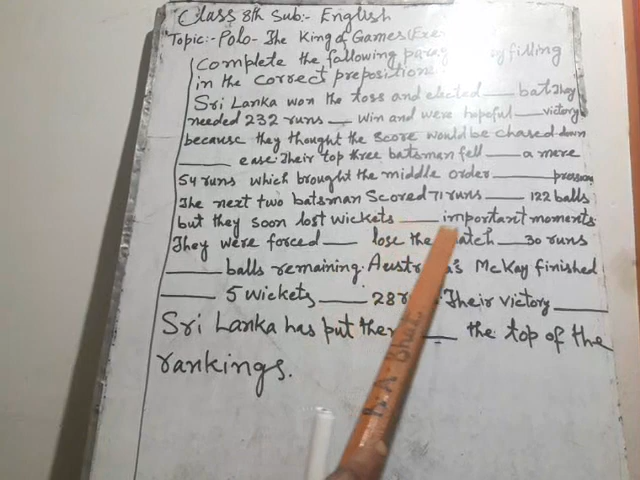 Class 8th Sub:- English
Topic:- Polo- The King of Games (Exe
Complete the following para filling
in the correct preposition
Sri Lanka won the toss and elected ___ bat. They
needed 232 runs ___ win and were hopeful ___ victory
because they thought the score would be chased down
___ ease. Their top three batsman fell ___ a mere
54 runs which brought the middle order ___
The next two batsman Scored 71 runs ___ 122 balls
but they soon lost wickets ___ important moments.
They were forced ___ lose the match ___ 30 runs
___ balls remaining. Australia's McKay finished
___ 5 wickets ___ 28 Their victory ___
Sri Lanka has put ___ the top of the
rankings.